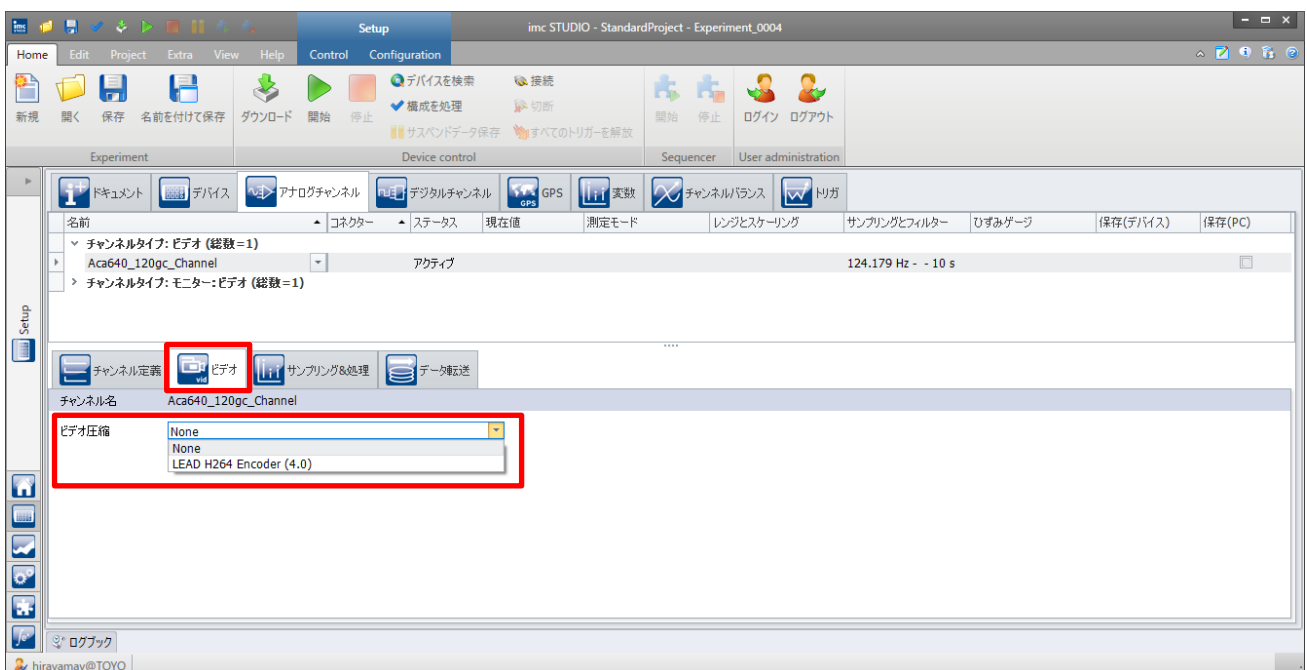 imc
Setup
imc STUDIO - StandardProject - Experiment_0004
Home Edit Project Extra View Help Control Configuration
新規 開く 保存 名前を付けて保存 ダウンロード 開始 停止
デバイスを検索 接続
構成を処理 切断
サスペンドデータ保存 すべてのトリガーを解放
開始 停止 ログイン ログアウト
Experiment Device control Sequencer User administration
ドキュメント デバイス アナログチャンネル デジタルチャンネル GPS GPS 変数 チャンネルバランス トリガ
名前 コネクター ステータス 現在値 測定モード レンジとスケーリング サンプリングとフィルター ひずみゲージ 保存(デバイス) 保存(PC)
チャンネルタイプ: ビデオ (総数=1)
Aca640_120gc_Channel アクティブ 124.179 Hz - - 10 s
チャンネルタイプ: モニター:ビデオ (総数=1)
Setup
チャンネル定義 vid ビデオ サンプリング&処理 データ転送
チャンネル名 Aca640_120gc_Channel
ビデオ圧縮 None
None
LEAD H264 Encoder (4.0)
ログブック
hirayamay@TOYO